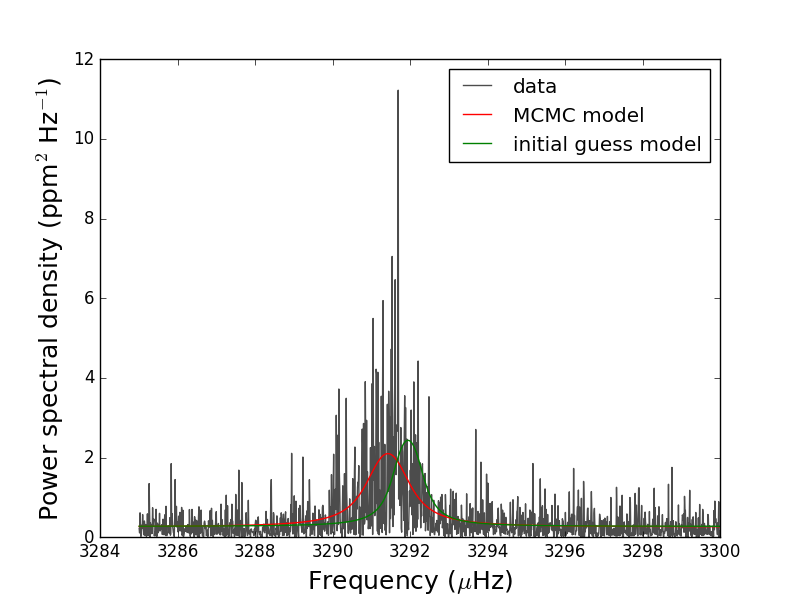 12
10
8
6
4
2
0
Power spectral density (ppm² Hz⁻¹)
data
MCMC model
initial guess model
3284 3286 3288 3290 3292 3294 3296 3298 3300
Frequency (μHz)